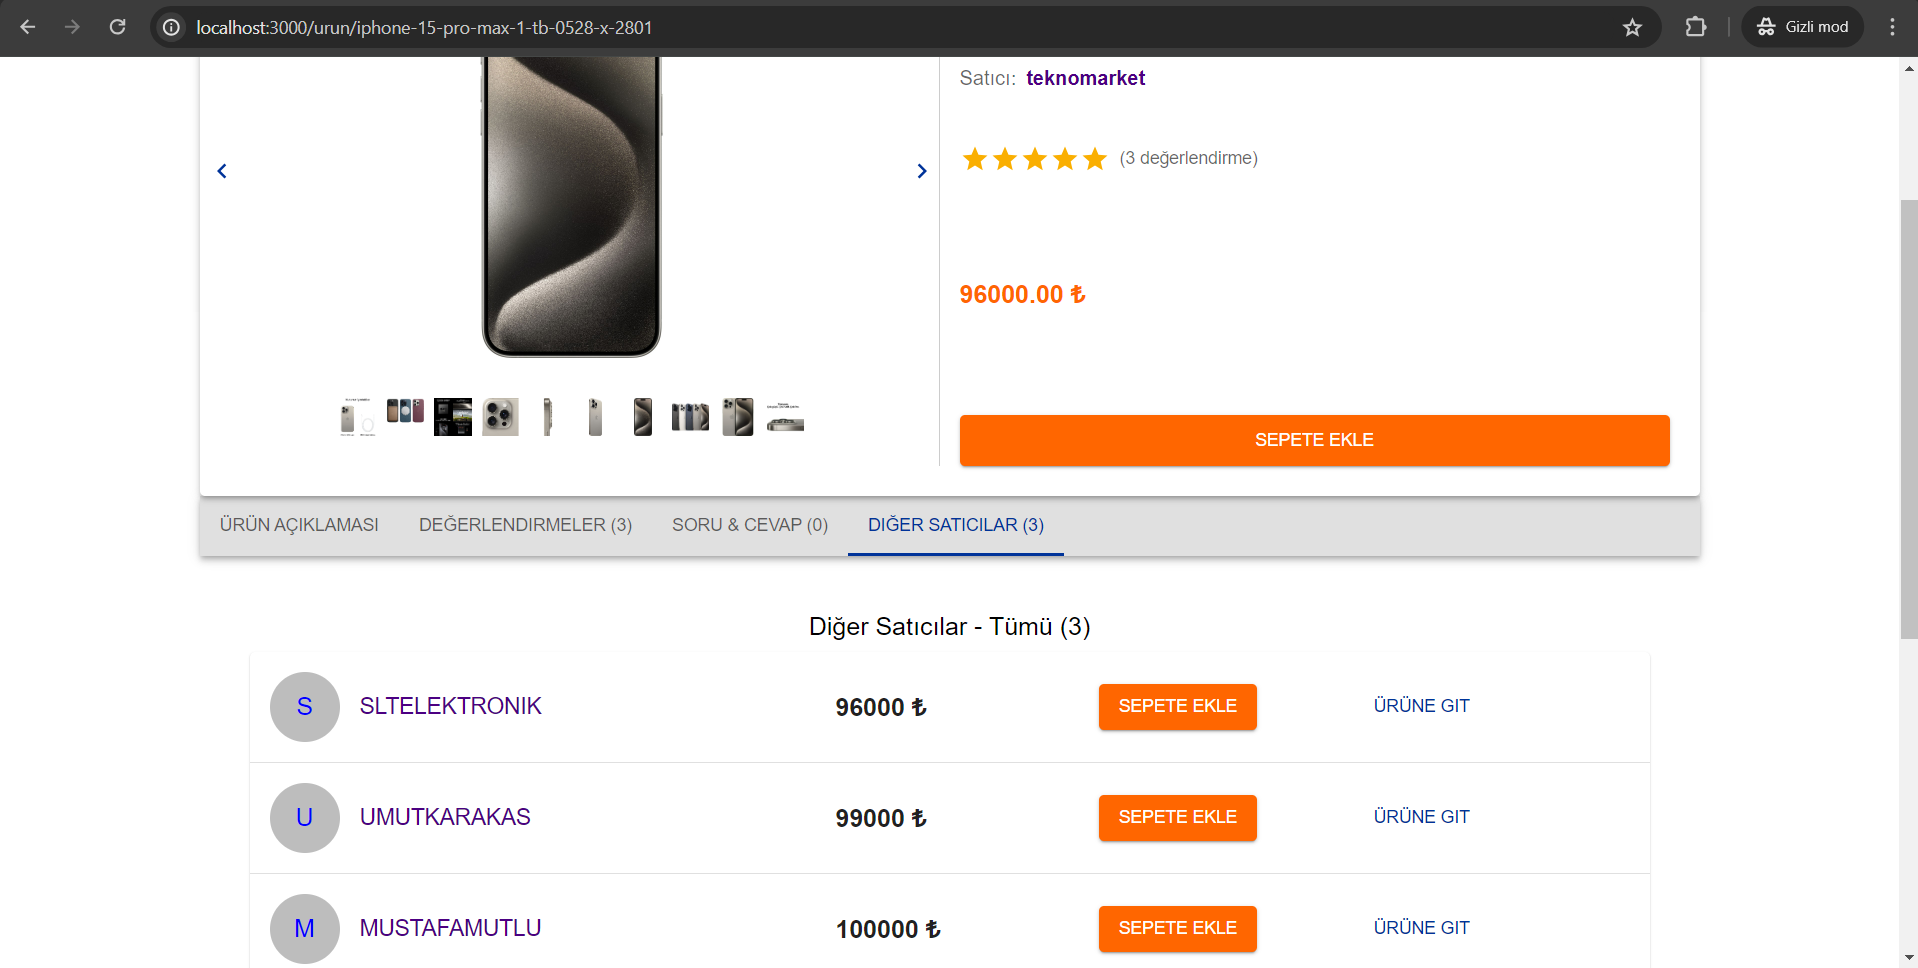 localhost:3000/urun/iphone-15-pro-max-1-tb-0528-x-2801
Gizli mod
Satıcı: teknomarket
(3 değerlendirme)
96000.00 ₺
SEPETE EKLE
ÜRÜN AÇIKLAMASI DEĞERLENDIRMELER (3) SORU & CEVAP (0) DIĞER SATICILAR (3)
Diğer Satıcılar - Tümü (3)
S SLTELEKTRONIK 96000 ₺ SEPETE EKLE ÜRÜNE GIT
U UMUTKARAKAS 99000 ₺ SEPETE EKLE ÜRÜNE GIT
M MUSTAFAMUTLU 100000 ₺ SEPETE EKLE ÜRÜNE GIT